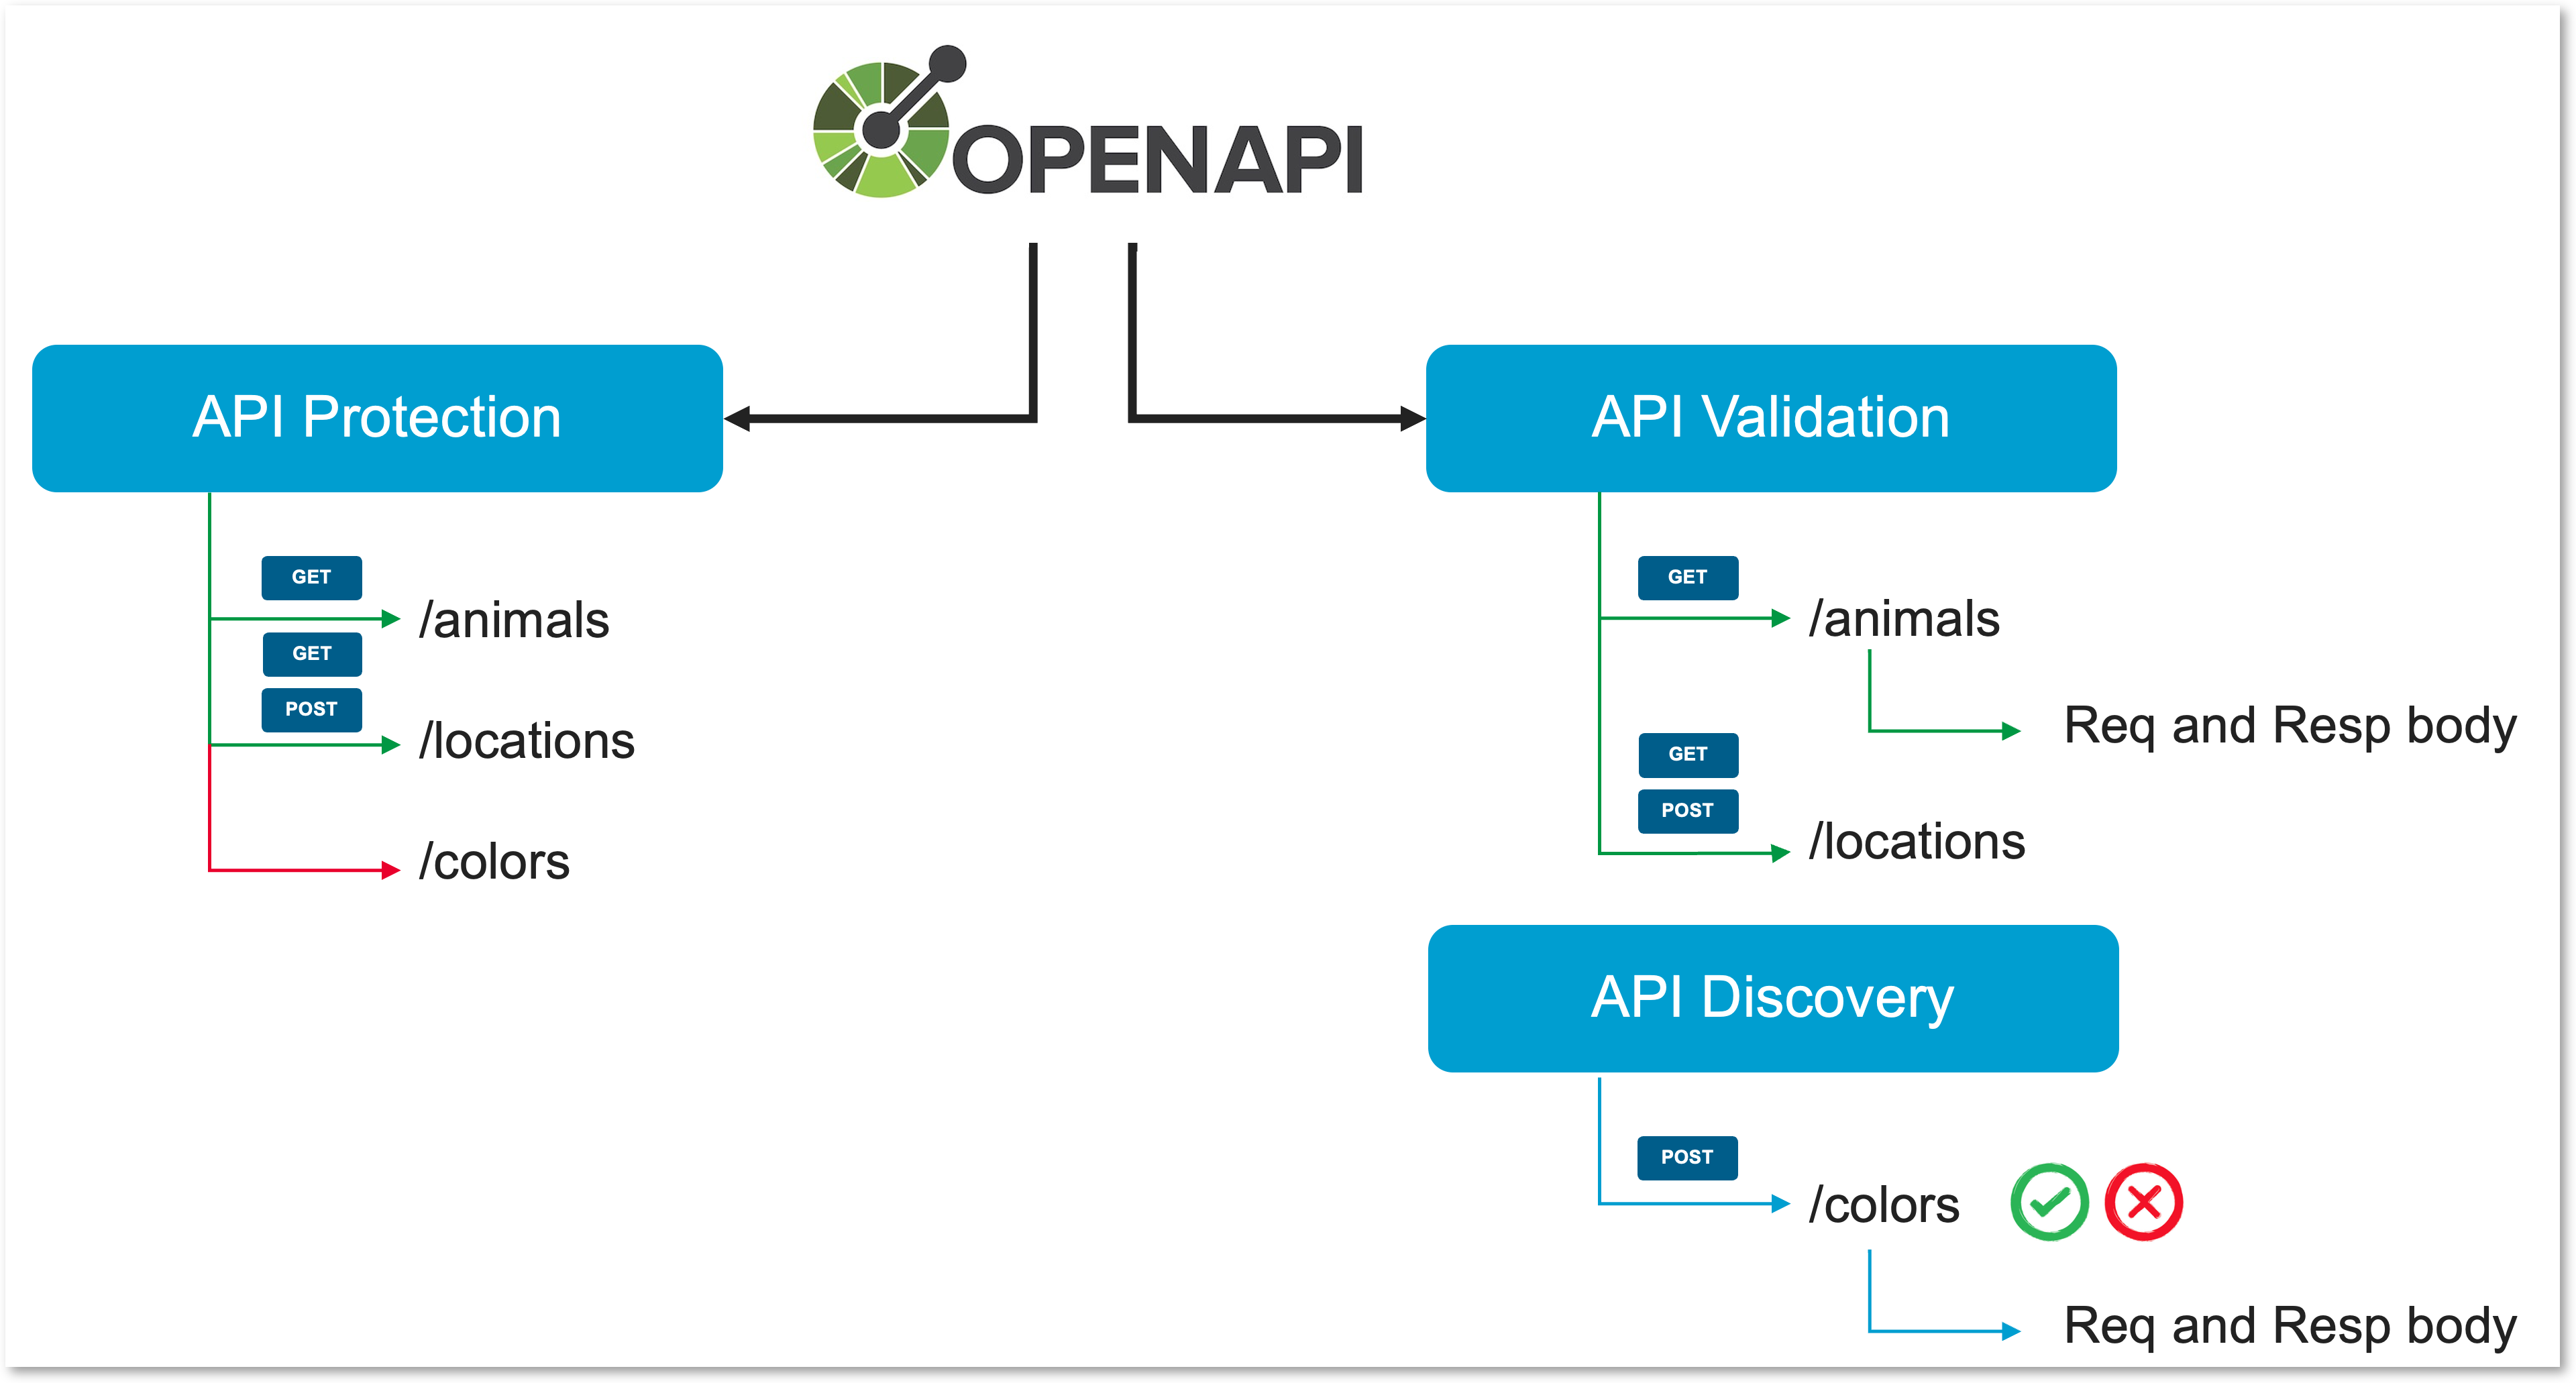 OPENAPI
API Protection
GET
/animals
GET
POST
/locations
/colors
API Validation
GET
/animals
Req and Resp body
GET
POST
/locations
API Discovery
POST
/colors
Req and Resp body